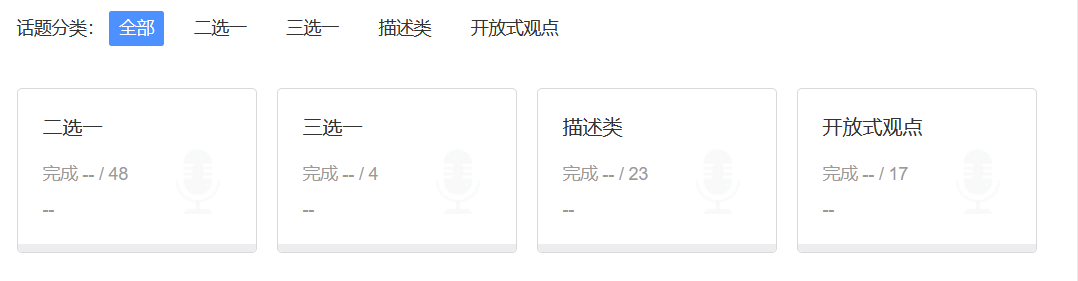 话题分类： 全部 二选一 三选一 描述类 开放式观点
二选一 三选一 描述类 开放式观点
完成 -- / 48 完成 -- / 4 完成 -- / 23 完成 -- / 17
-- -- -- --